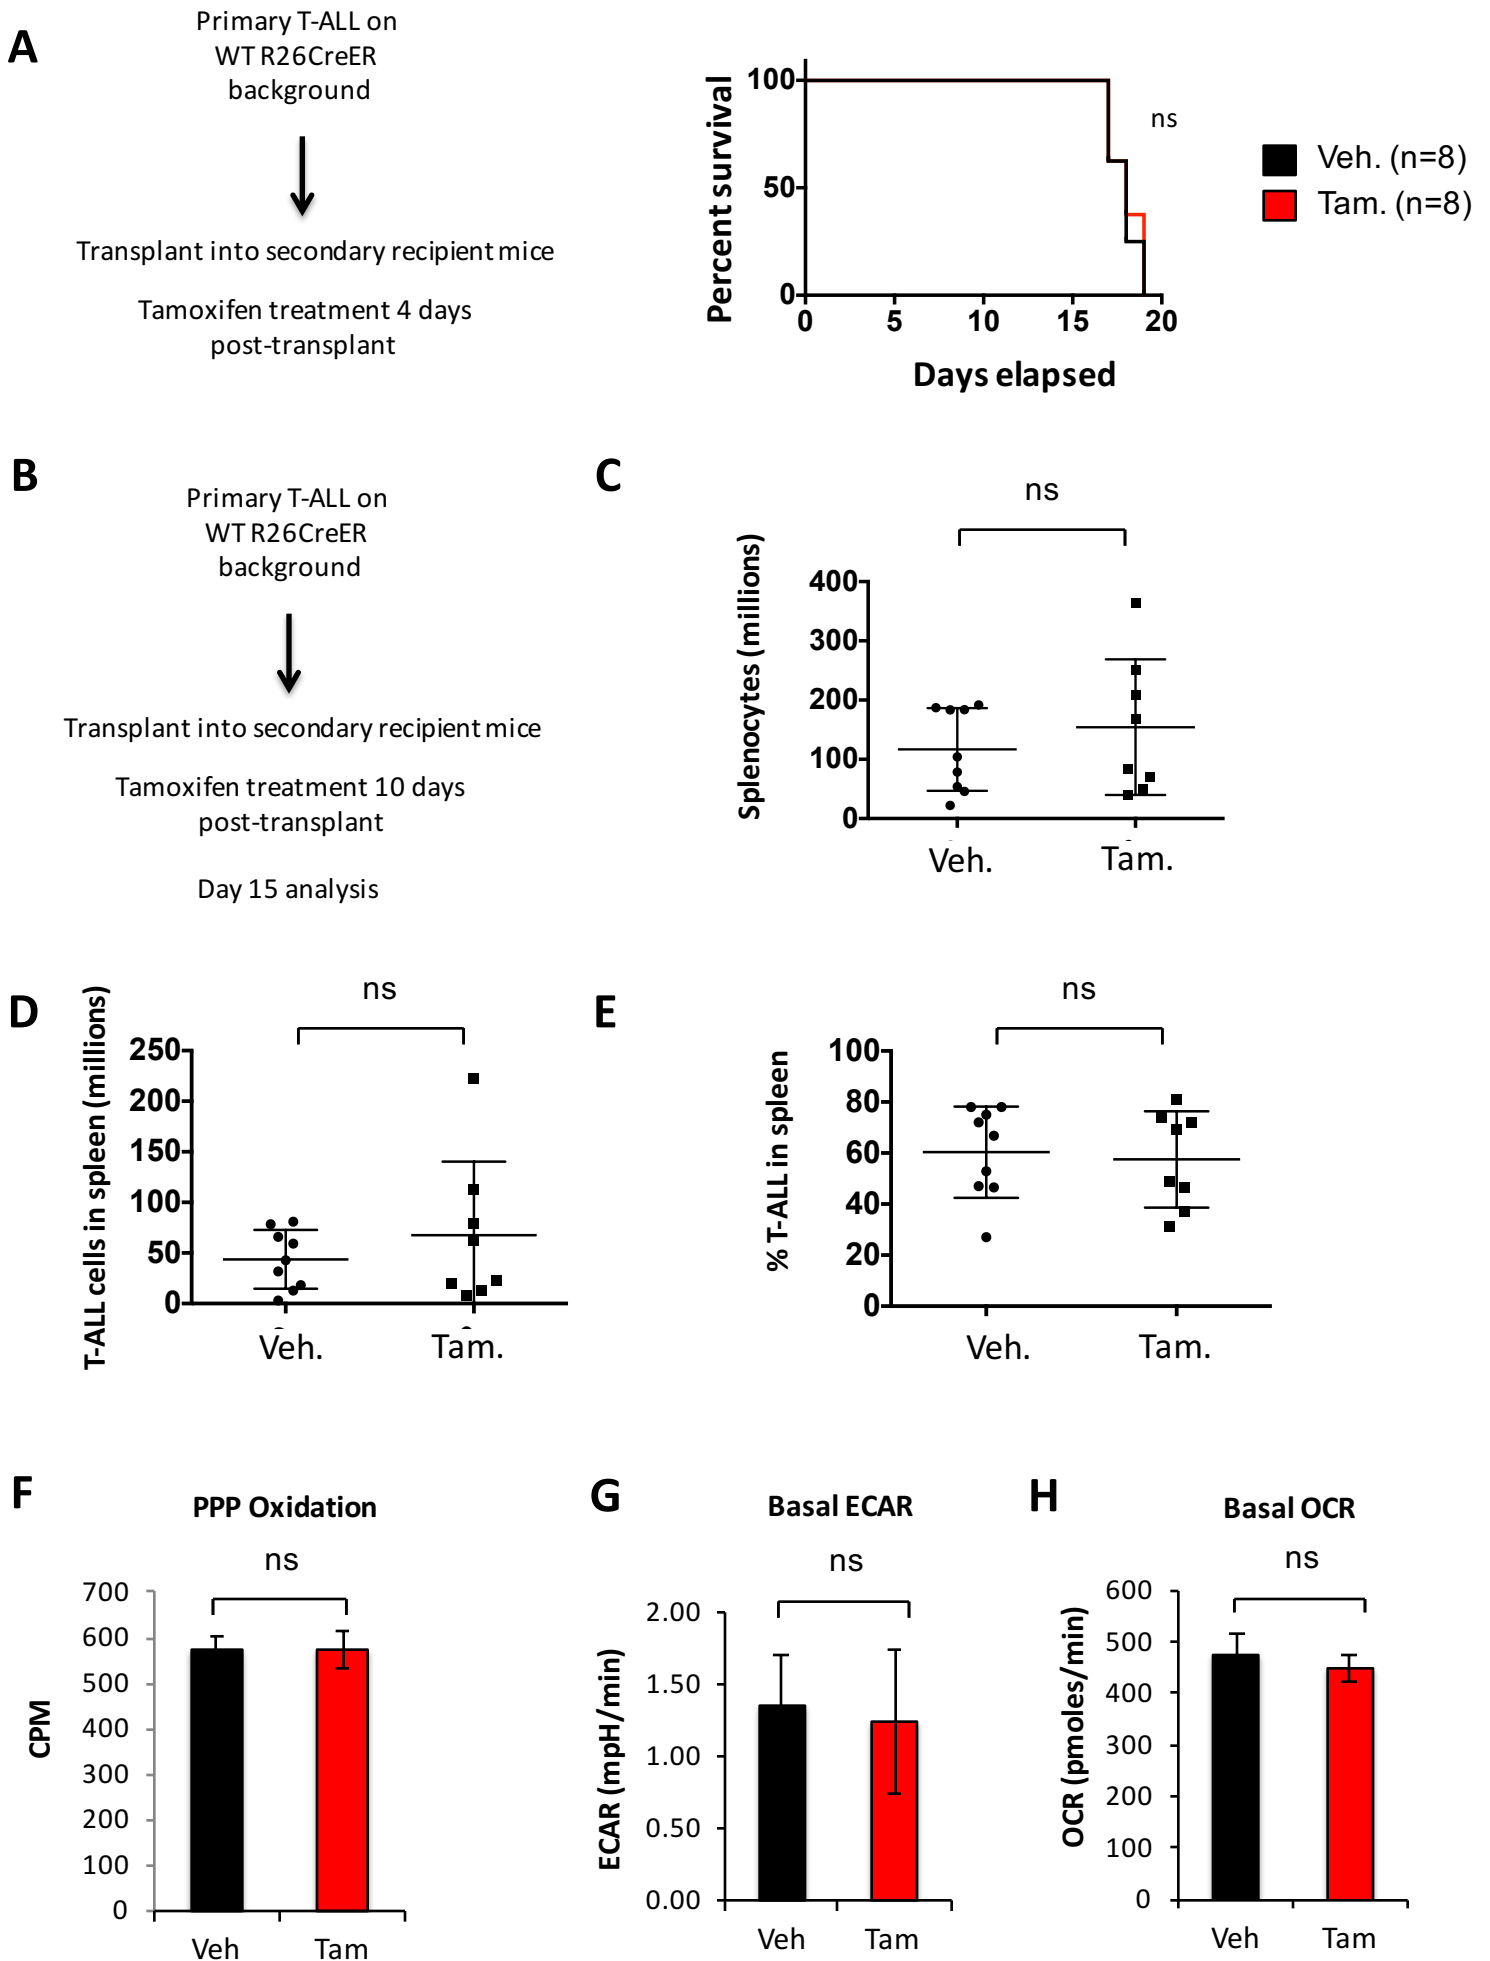 A
Primary T-ALL on
WT R26CreER
background
Transplant into secondary recipient mice
Tamoxifen treatment 4 days
post-transplant
Percent survival
100
50
0
0 5 10 15 20
Days elapsed
ns
Veh. (n=8)
Tam. (n=8)
B
Primary T-ALL on
WT R26CreER
background
Transplant into secondary recipient mice
Tamoxifen treatment 10 days
post-transplant
Day 15 analysis
C
ns
Splenocytes (millions)
400
300
200
100
0
Veh. Tam.
D
ns
T-ALL cells in spleen (millions)
250
200
150
100
50
0
Veh. Tam.
E
ns
% T-ALL in spleen
100
80
60
40
20
0
Veh. Tam.
F
PPP Oxidation
ns
CPM
700
600
500
400
300
200
100
0
Veh Tam
G
Basal ECAR
ns
ECAR (mpH/min)
2.00
1.50
1.00
0.50
0.00
Veh Tam
H
Basal OCR
ns
OCR (pmoles/min)
600
500
400
300
200
100
0
Veh Tam